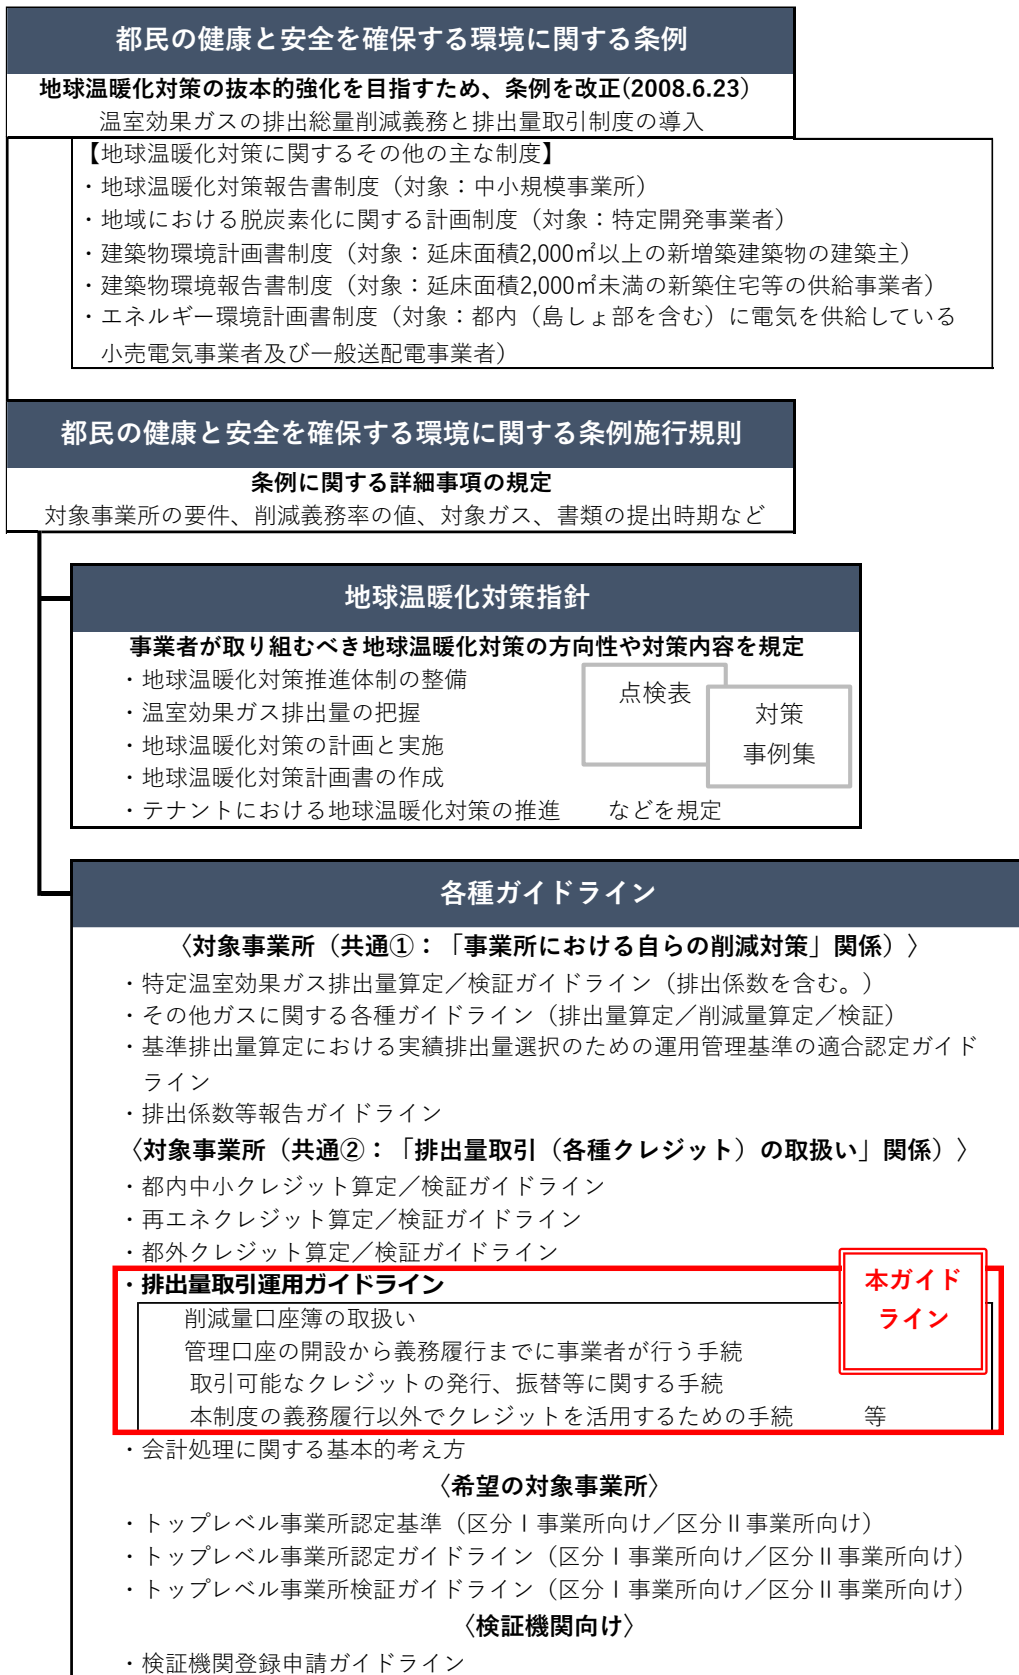 都民の健康と安全を確保する環境に関する条例
地球温暖化対策の抜本的強化を目指すため、条例を改正(2008.6.23)
温室効果ガスの排出総量削減義務と排出量取引制度の導入
【地球温暖化対策に関するその他の主な制度】
・地球温暖化対策報告書制度（対象：中小規模事業所）
・地域における脱炭素化に関する計画制度（対象：特定開発事業者）
・建築物環境計画書制度（対象：延床面積2,000㎡以上の新増築建築物の建築主）
・建築物環境報告書制度（対象：延床面積2,000㎡未満の新築住宅等の供給事業者）
・エネルギー環境計画書制度（対象：都内（島しょ部を含む）に電気を供給している
小売電気事業者及び一般送配電事業者）
都民の健康と安全を確保する環境に関する条例施行規則
条例に関する詳細事項の規定
対象事業所の要件、削減義務率の値、対象ガス、書類の提出時期など
地球温暖化対策指針
事業者が取り組むべき地球温暖化対策の方向性や対策内容を規定
・地球温暖化対策推進体制の整備
・温室効果ガス排出量の把握
・地球温暖化対策の計画と実施
・地球温暖化対策計画書の作成
・テナントにおける地球温暖化対策の推進　などを規定
点検表
対策
事例集
各種ガイドライン
〈対象事業所（共通①：「事業所における自らの削減対策」関係）〉
・特定温室効果ガス排出量算定／検証ガイドライン（排出係数を含む。）
・その他ガスに関する各種ガイドライン（排出量算定／削減量算定／検証）
・基準排出量算定における実績排出量選択のための運用管理基準の適合認定ガイド
ライン
・排出係数等報告ガイドライン
〈対象事業所（共通②：「排出量取引（各種クレジット）の取扱い」関係）〉
・都内中小クレジット算定／検証ガイドライン
・再エネクレジット算定／検証ガイドライン
・都外クレジット算定／検証ガイドライン
・排出量取引運用ガイドライン
削減量口座簿の取扱い
管理口座の開設から義務履行までに事業者が行う手続
取引可能なクレジットの発行、振替等に関する手続
本制度の義務履行以外でクレジットを活用するための手続　等
本ガイド
ライン
・会計処理に関する基本的考え方
〈希望の対象事業所〉
・トップレベル事業所認定基準（区分Ⅰ事業所向け／区分Ⅱ事業所向け）
・トップレベル事業所認定ガイドライン（区分Ⅰ事業所向け／区分Ⅱ事業所向け）
・トップレベル事業所検証ガイドライン（区分Ⅰ事業所向け／区分Ⅱ事業所向け）
〈検証機関向け〉
・検証機関登録申請ガイドライン